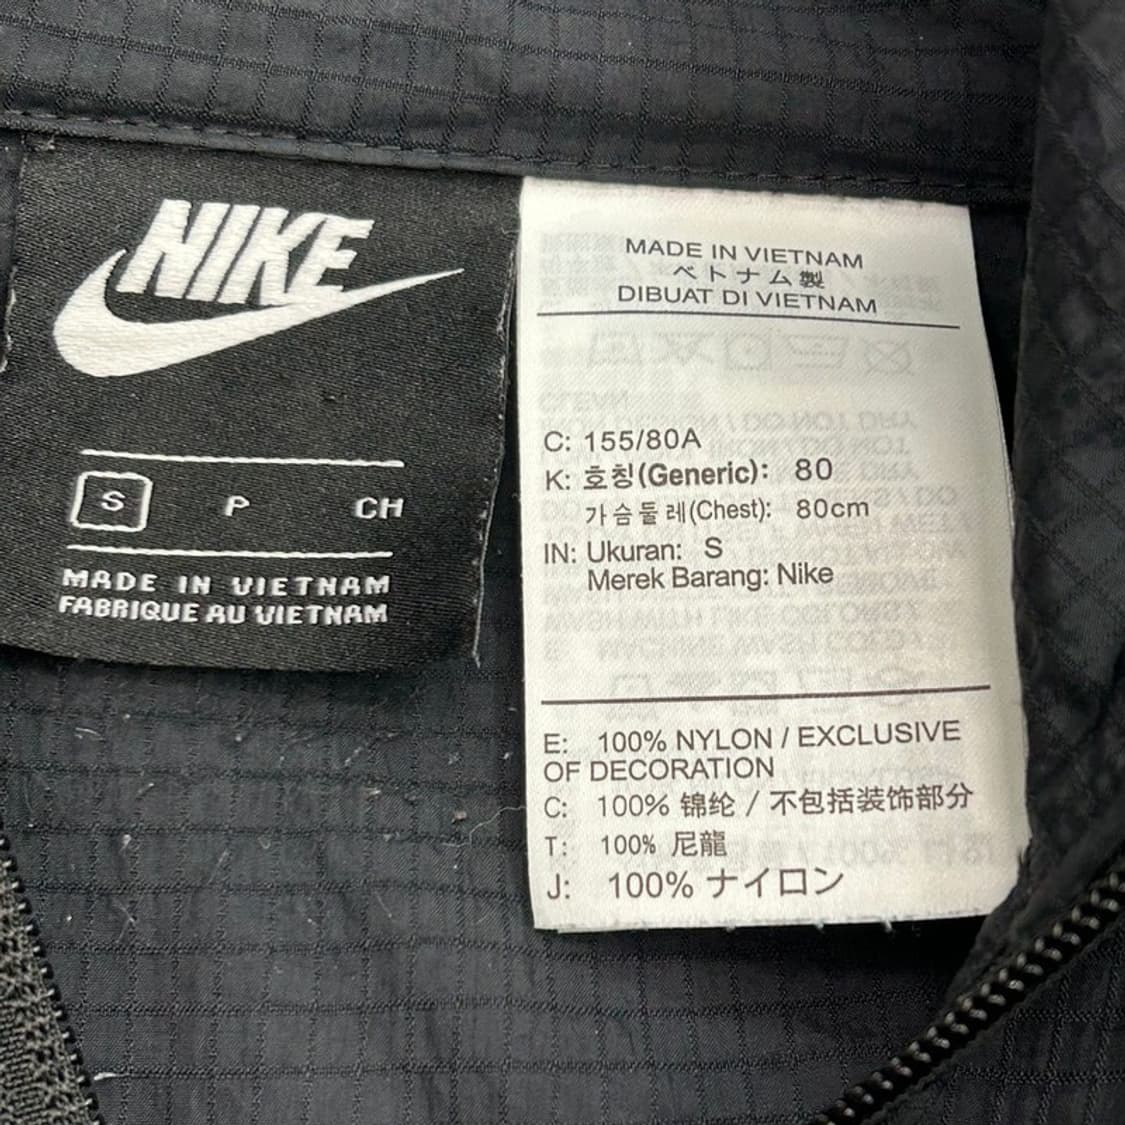 NIKE
S P CH
MADE IN VIETNAM
FABRIQUE AU VIETNAM
MADE IN VIETNAM
ベトナム製
DIBUAT DI VIETNAM
C: 155/80A
K: 호칭(Generic): 80
가슴둘레(Chest): 80cm
IN: Ukuran: S
Merek Barang: Nike
E: 100% NYLON / EXCLUSIVE
OF DECORATION
C: 100% 锦纶 / 不包括装饰部分
T: 100% 尼龍
J: 100% ナイロン